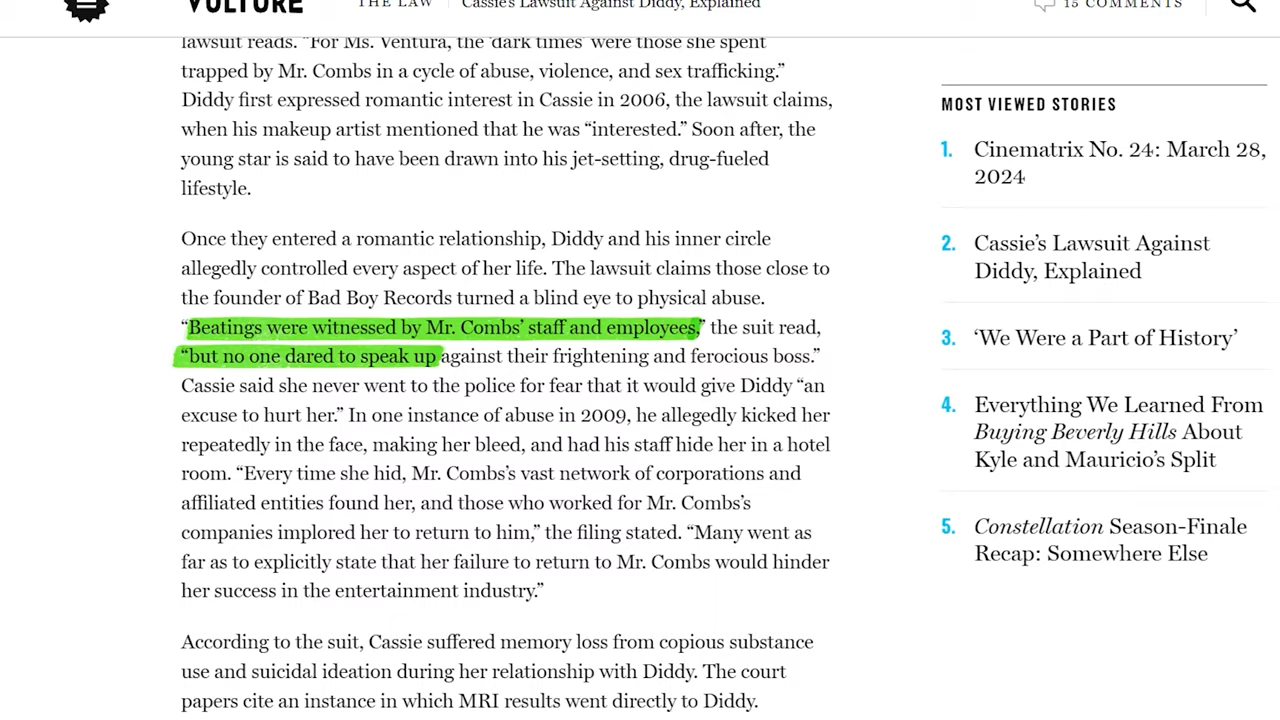 VULTURE
THE LAW
Cassie's Lawsuit Against Diddy, Explained
15 COMMENTS
lawsuit reads. “For Ms. Ventura, the ‘dark times’ were those she spent
trapped by Mr. Combs in a cycle of abuse, violence, and sex trafficking.”
Diddy first expressed romantic interest in Cassie in 2006, the lawsuit claims,
when his makeup artist mentioned that he was “interested.” Soon after, the
young star is said to have been drawn into his jet-setting, drug-fueled
lifestyle.
Once they entered a romantic relationship, Diddy and his inner circle
allegedly controlled every aspect of her life. The lawsuit claims those close to
the founder of Bad Boy Records turned a blind eye to physical abuse.
“Beatings were witnessed by Mr. Combs’ staff and employees,” the suit read,
“but no one dared to speak up against their frightening and ferocious boss.”
Cassie said she never went to the police for fear that it would give Diddy “an
excuse to hurt her.” In one instance of abuse in 2009, he allegedly kicked her
repeatedly in the face, making her bleed, and had his staff hide her in a hotel
room. “Every time she hid, Mr. Combs’s vast network of corporations and
affiliated entities found her, and those who worked for Mr. Combs’s
companies implored her to return to him,” the filing stated. “Many went as
far as to explicitly state that her failure to return to Mr. Combs would hinder
her success in the entertainment industry.”
According to the suit, Cassie suffered memory loss from copious substance
use and suicidal ideation during her relationship with Diddy. The court
papers cite an instance in which MRI results went directly to Diddy.
MOST VIEWED STORIES
1. Cinematrix No. 24: March 28,
2024
2. Cassie’s Lawsuit Against
Diddy, Explained
3. ‘We Were a Part of History’
4. Everything We Learned From
Buying Beverly Hills About
Kyle and Mauricio’s Split
5. Constellation Season-Finale
Recap: Somewhere Else